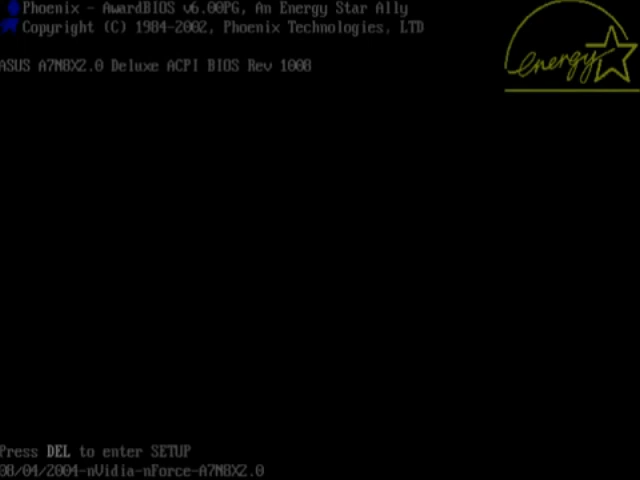 Phoenix - AwardBIOS v6.00PG, An Energy Star Ally
Copyright (C) 1984-2002, Phoenix Technologies, LTD
energy
ASUS A7N8X2.0 Deluxe ACPI BIOS Rev 1008
Press DEL to enter SETUP
08/04/2004-nVidia-nForce-A7N8X2.0